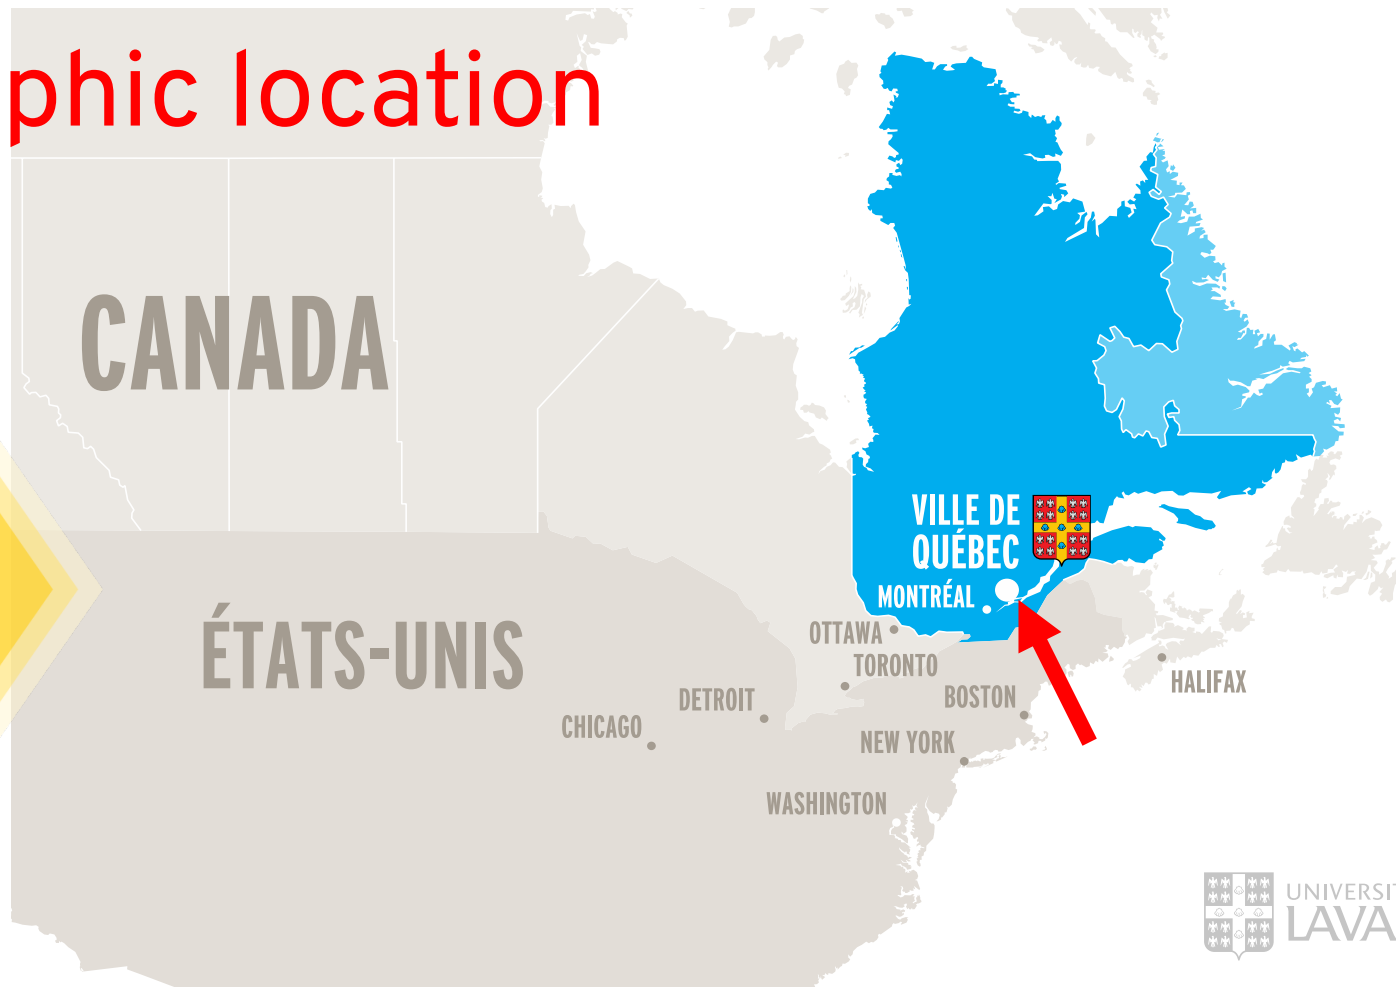 phic location
CANADA
VILLE DE
QUÉBEC
MONTRÉAL
ÉTATS-UNIS
OTTAWA
TORONTO
HALIFAX
DETROIT
BOSTON
CHICAGO
NEW YORK
WASHINGTON
UNIVERSI
LAVA